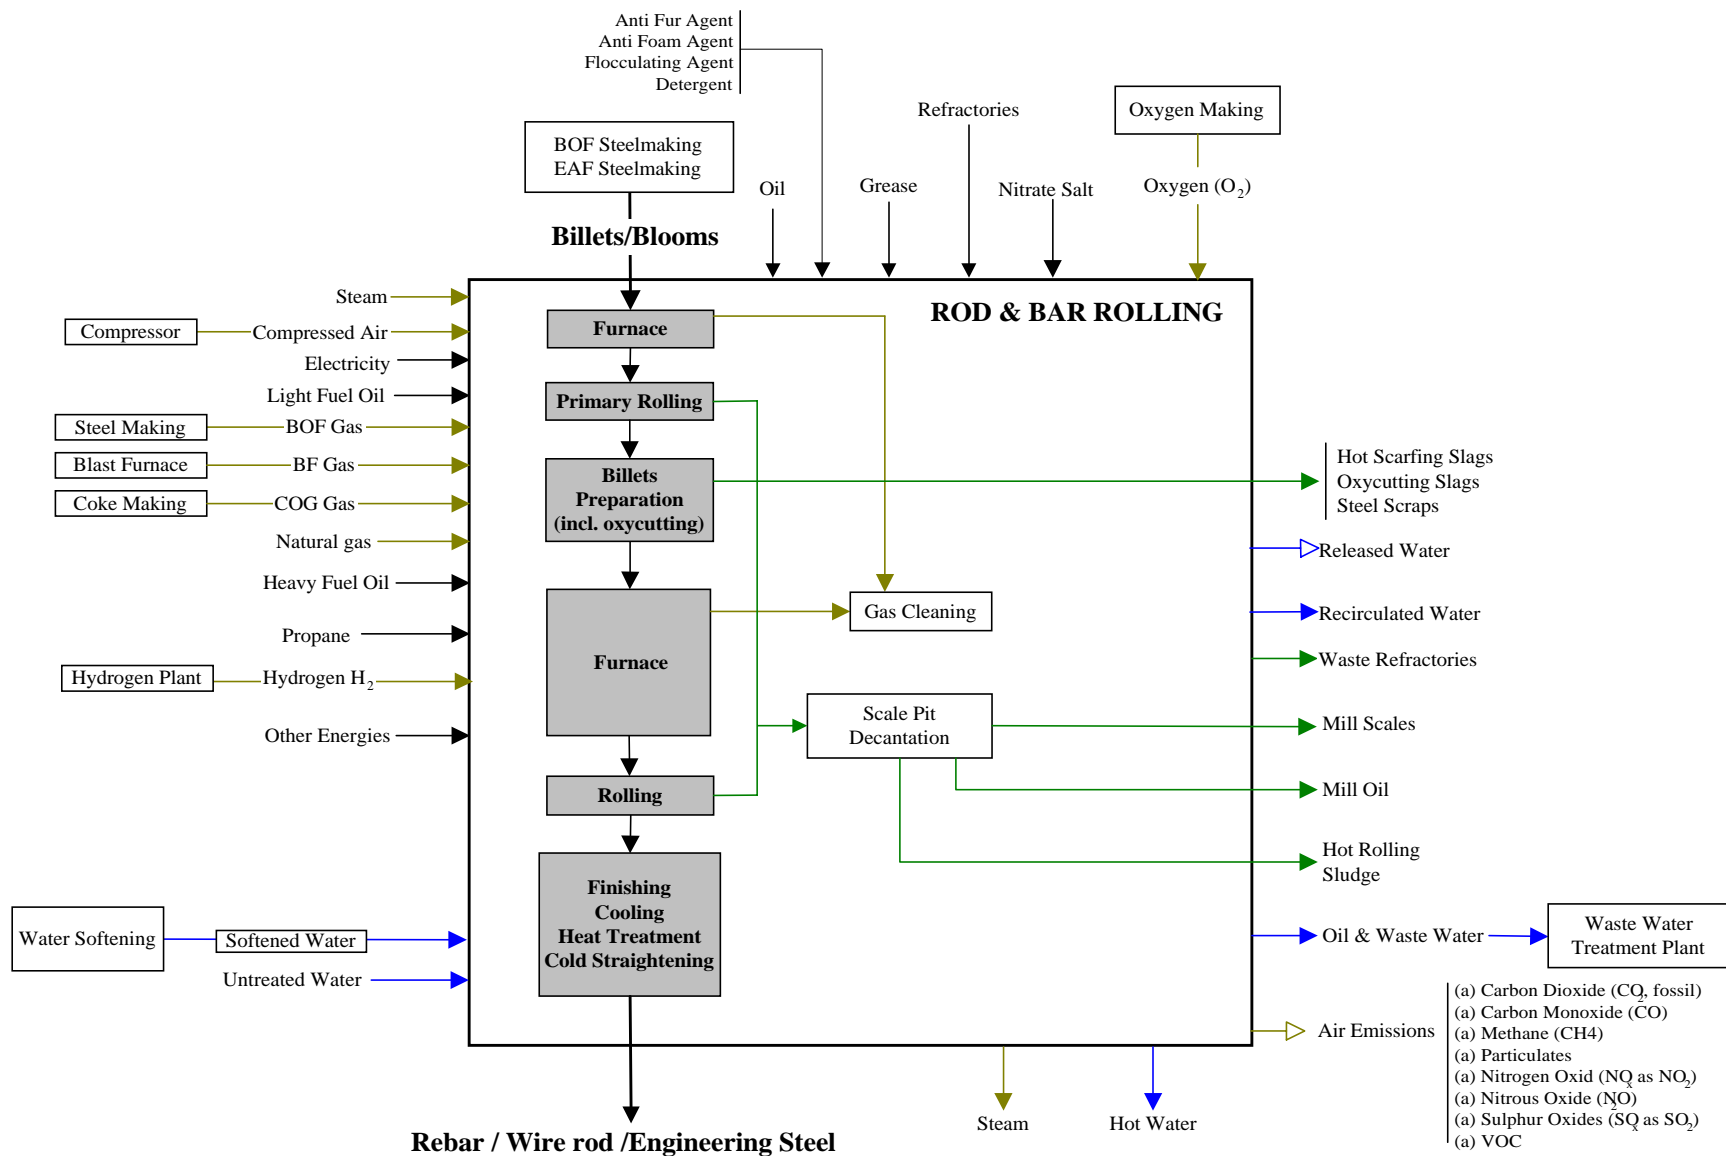 Anti Fur Agent
Anti Foam Agent
Flocculating Agent
Detergent
Refractories
Oxygen Making
BOF Steelmaking
EAF Steelmaking
Oil
Grease
Nitrate Salt
Oxygen (O2)
Billets/Blooms
ROD & BAR ROLLING
Steam
Compressor
Compressed Air
Electricity
Light Fuel Oil
Steel Making
BOF Gas
Blast Furnace
BF Gas
Coke Making
COG Gas
Natural gas
Heavy Fuel Oil
Propane
Hydrogen Plant
Hydrogen H2
Other Energies
Water Softening
Softened Water
Untreated Water
Furnace
Primary Rolling
Billets
Preparation
(incl. oxycutting)
Furnace
Rolling
Finishing
Cooling
Heat Treatment
Cold Straightening
Gas Cleaning
Scale Pit
Decantation
Hot Scarfing Slags
Oxycutting Slags
Steel Scraps
Released Water
Recirculated Water
Waste Refractories
Mill Scales
Mill Oil
Hot Rolling
Sludge
Oil & Waste Water
Waste Water
Treatment Plant
Air Emissions
(a) Carbon Dioxide (CO2, fossil)
(a) Carbon Monoxide (CO)
(a) Methane (CH4)
(a) Particulates
(a) Nitrogen Oxid (NOx as NO2)
(a) Nitrous Oxide (N2O)
(a) Sulphur Oxides (SOx as SO2)
(a) VOC
Steam
Hot Water
Rebar / Wire rod /Engineering Steel